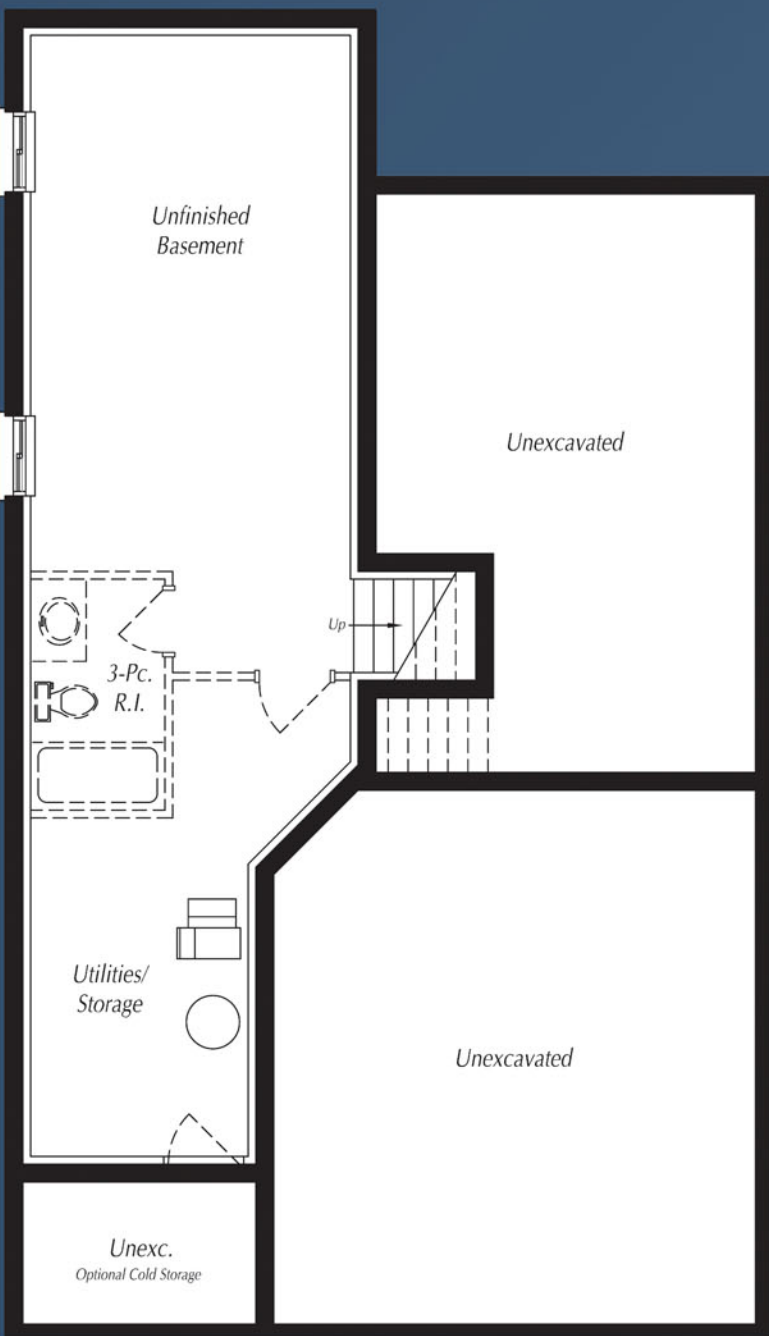 Unfinished
Basement
Unexcavated
Up
3-Pc.
R.I.
Utilities/
Storage
Unexcavated
Unexc.
Optional Cold Storage